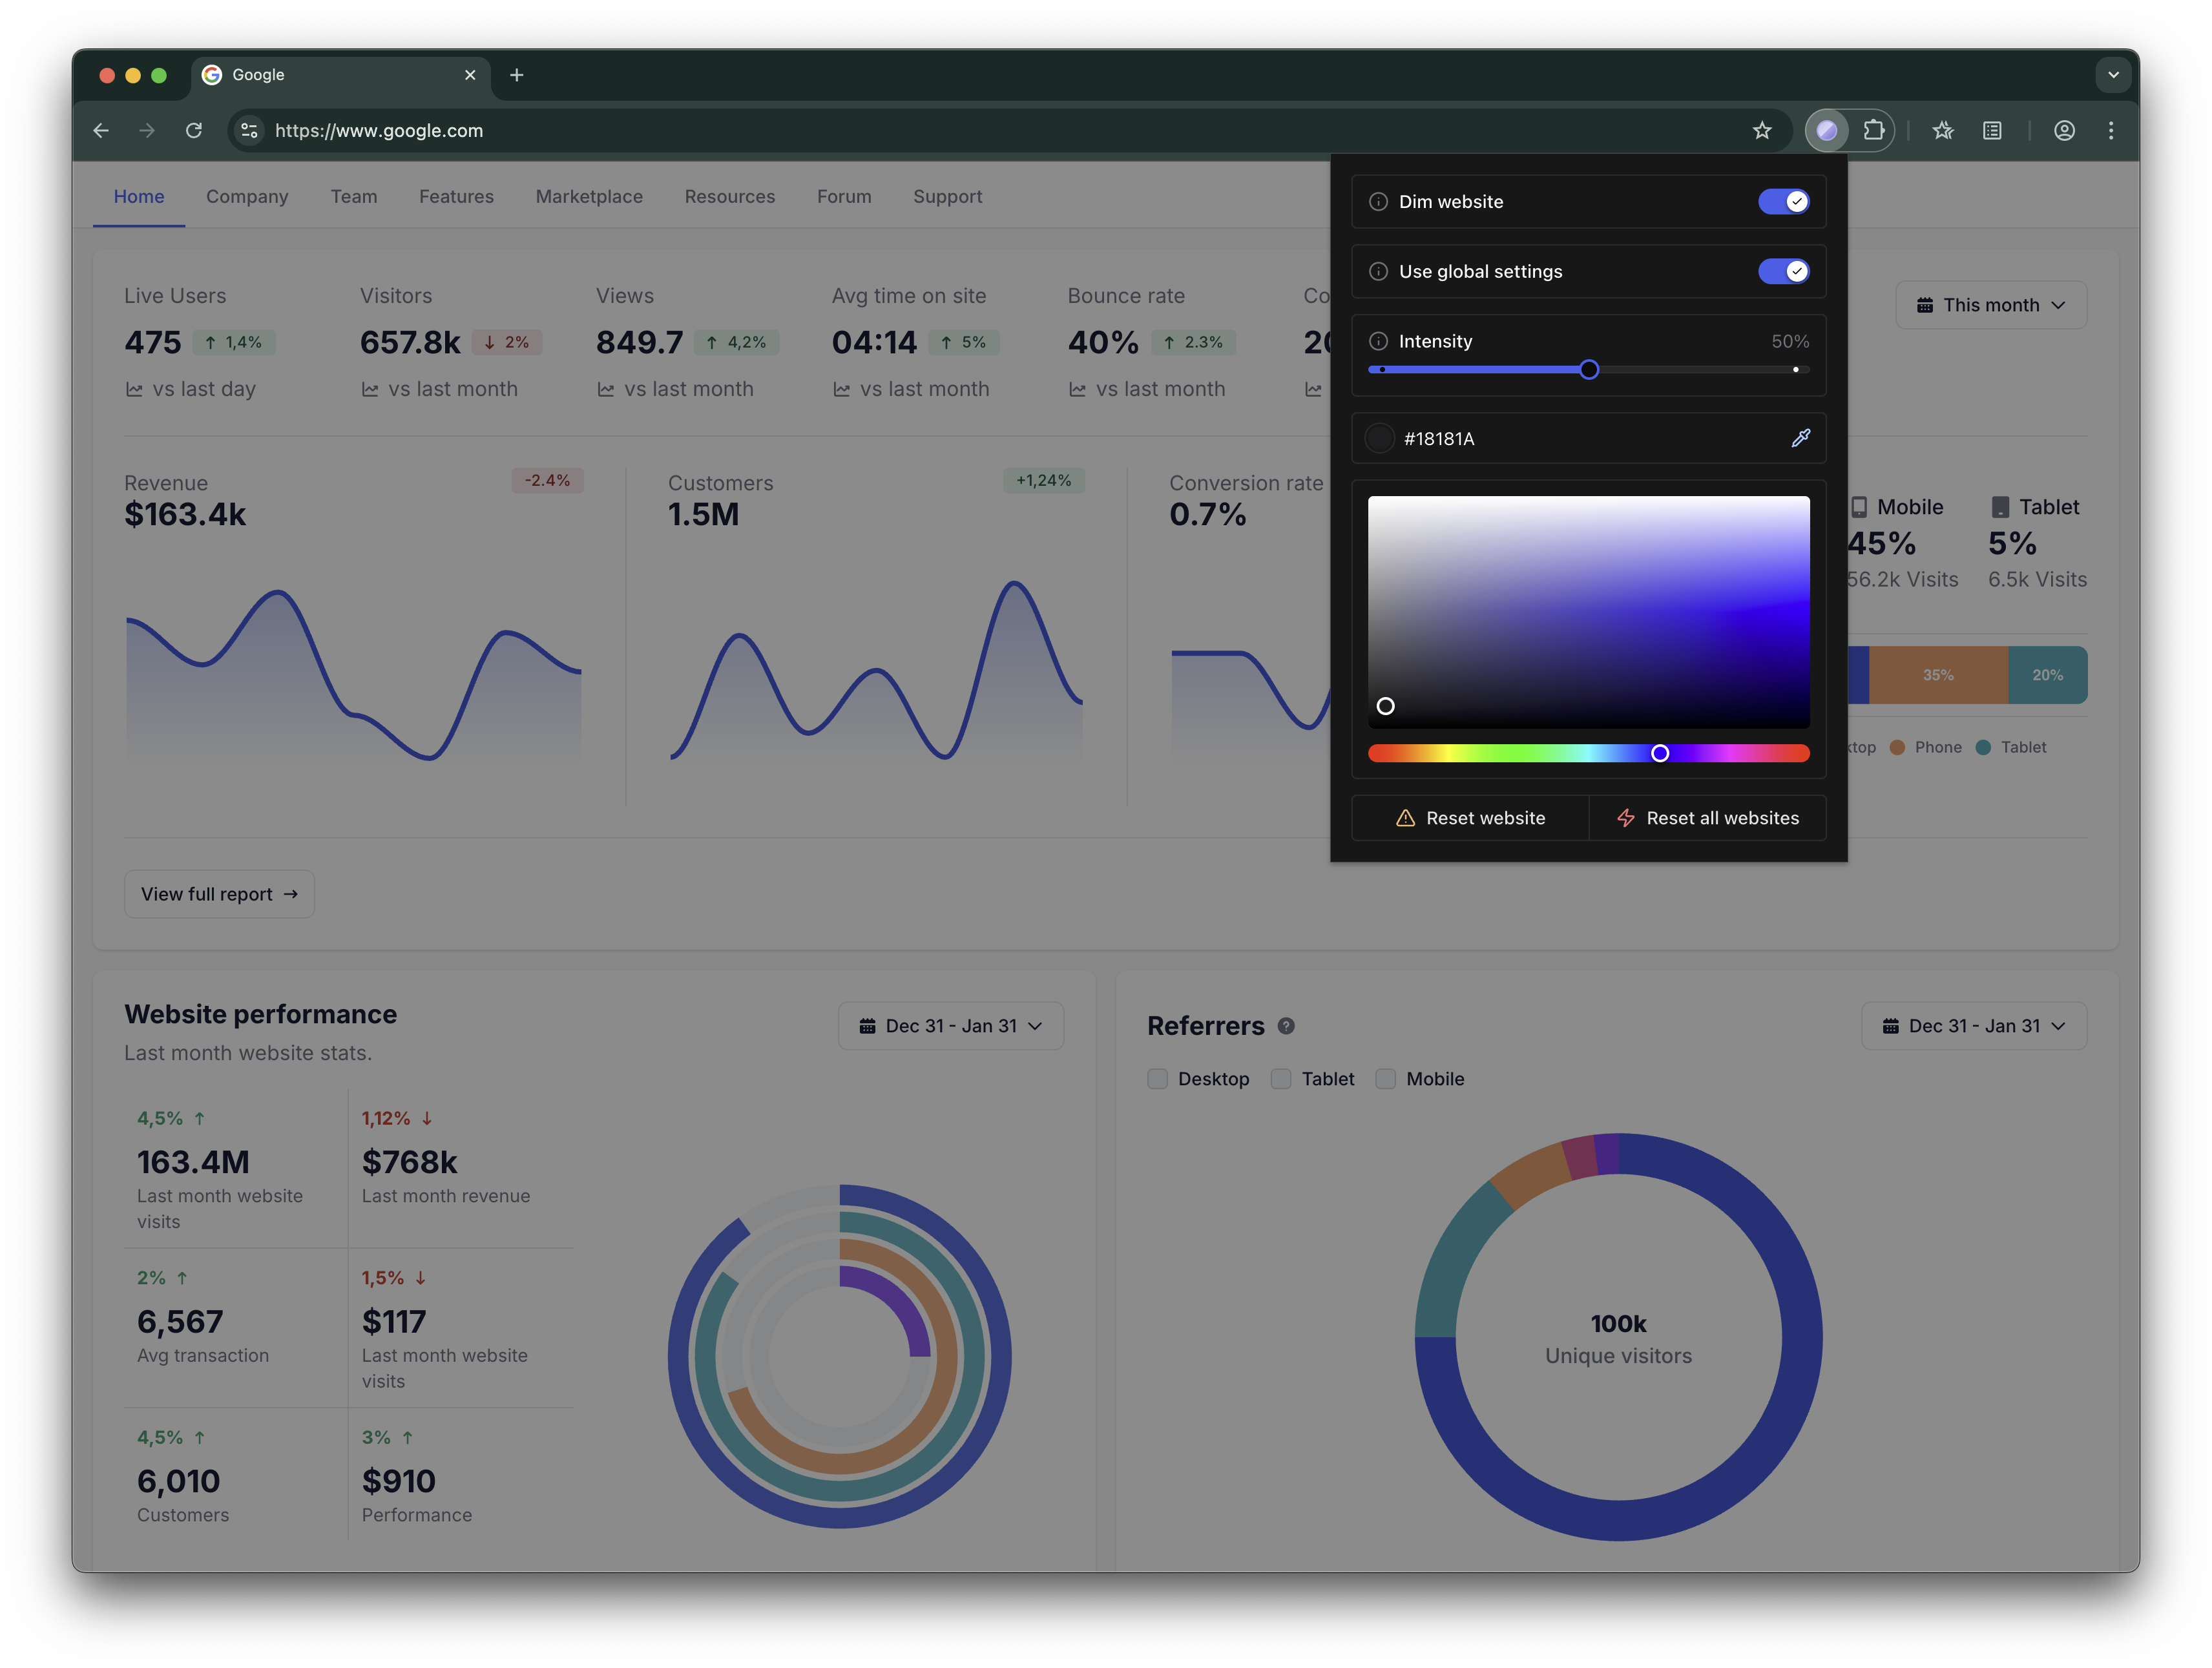 Google
https://www.google.com
Home Company Team Features Marketplace Resources Forum Support
Dim website
Use global settings
Intensity 50%
#18181A
Reset website Reset all websites
Live Users Visitors Views Avg time on site Bounce rate Co
475 1,4% 657.8k 2% 849.7 4,2% 04:14 5% 40% 2.3% 20
vs last day vs last month vs last month vs last month vs last month
This month
Revenue -2.4% Customers +1,24% Conversion rate
$163.4k 1.5M 0.7%
Mobile Tablet
45% 5%
56.2k Visits 6.5k Visits
35% 20%
ktop Phone Tablet
View full report
Website performance
Last month website stats.
Dec 31 - Jan 31
4,5% 1,12%
163.4M $768k
Last month website Last month revenue
visits
2% 1,5%
6,567 $117
Avg transaction Last month website
visits
4,5% 3%
6,010 $910
Customers Performance
Referrers ?
Dec 31 - Jan 31
Desktop Tablet Mobile
100k
Unique visitors